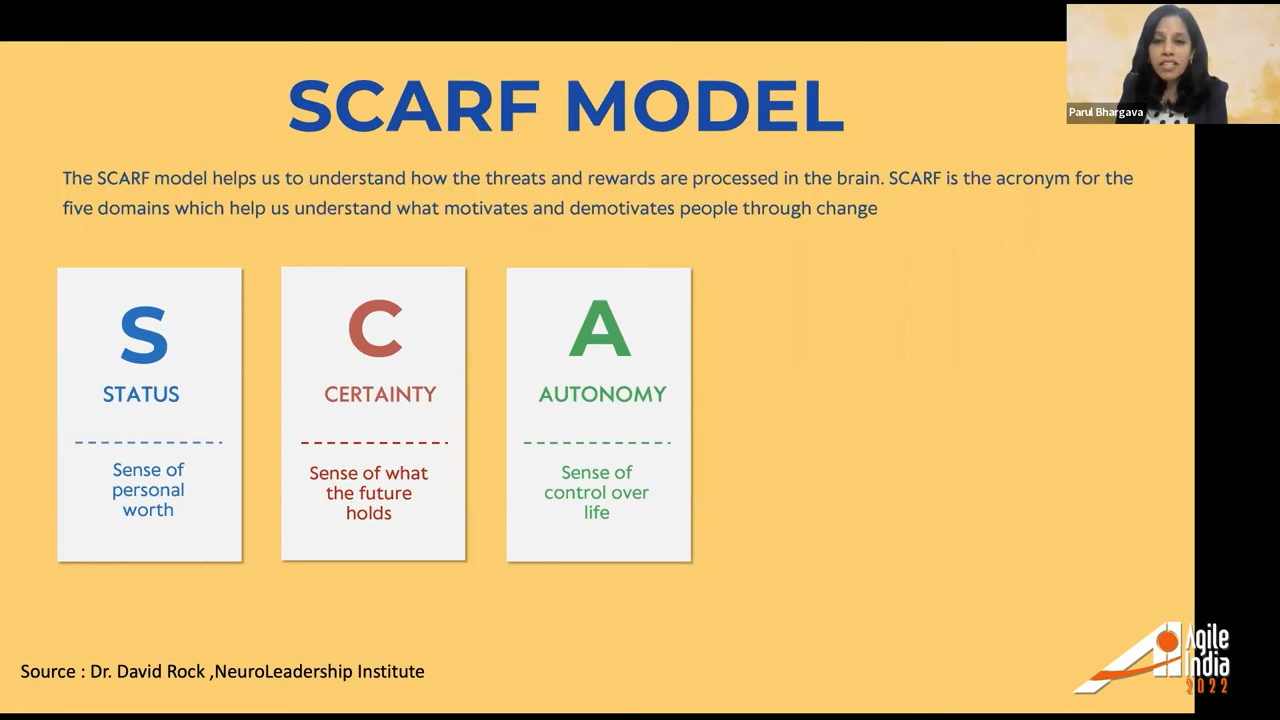 Parul Bhargava
SCARF MODEL
The SCARF model helps us to understand how the threats and rewards are processed in the brain. SCARF is the acronym for the
five domains which help us understand what motivates and demotivates people through change
S
STATUS
Sense of
personal
worth
C
CERTAINTY
Sense of what
the future
holds
A
AUTONOMY
Sense of
control over
life
Source : Dr. David Rock ,NeuroLeadership Institute
Agile
India
2022